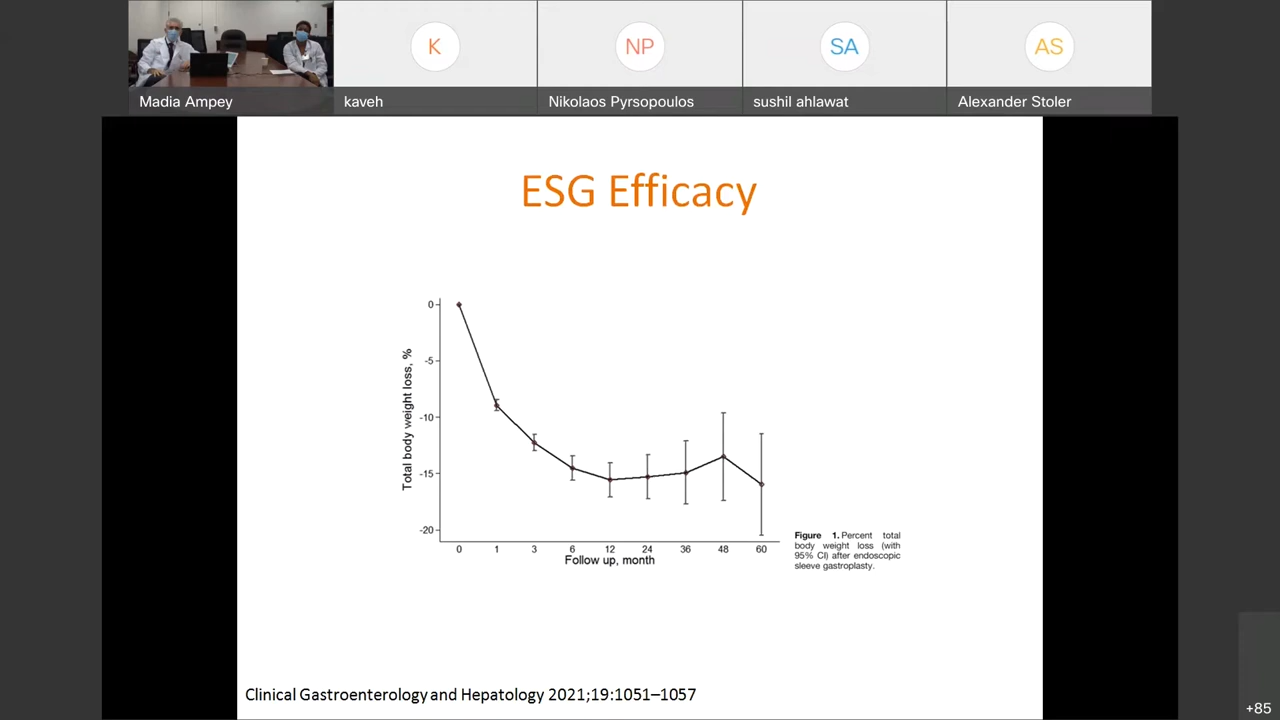 K
NP
SA
AS
Madia Ampey
kaveh
Nikolaos Pyrsopoulos
sushil ahlawat
Alexander Stoler
ESG Efficacy
Total body weight loss, %
0
-5
-10
-15
-20
0 1 3 6 12 24 36 48 60
Follow up, month
Figure 1. Percent total
body weight loss (with
95% CI) after endoscopic
sleeve gastroplasty.
Clinical Gastroenterology and Hepatology 2021;19:1051–1057
+85